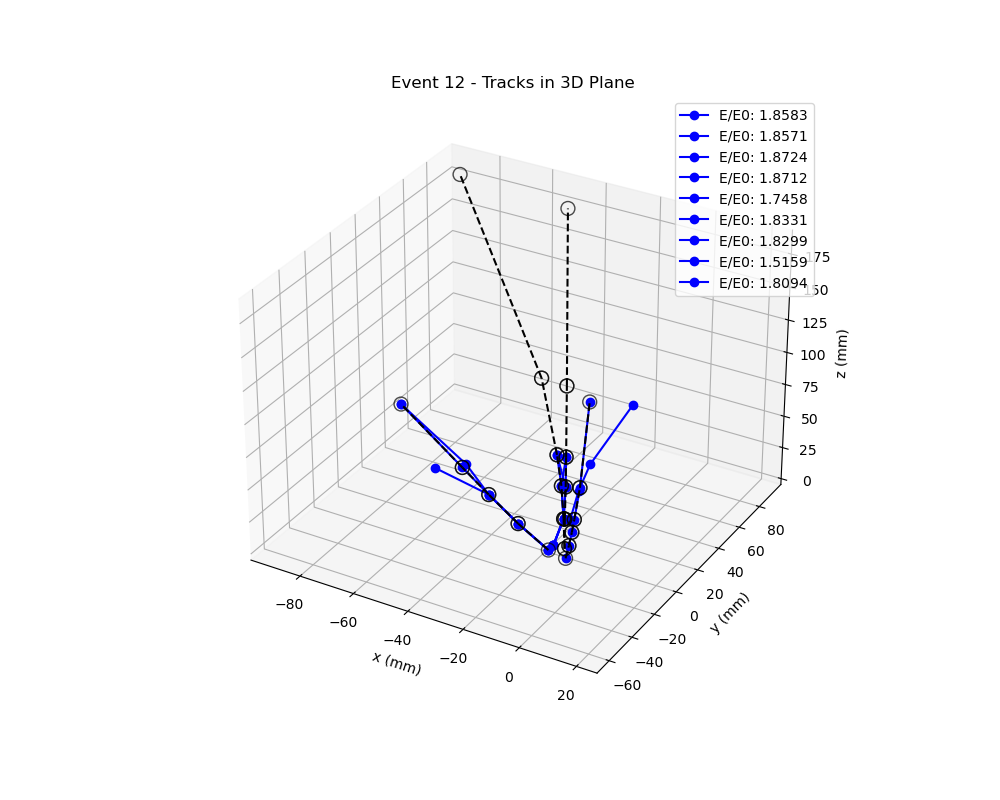 Event 12 - Tracks in 3D Plane
E/E0: 1.8583
E/E0: 1.8571
E/E0: 1.8724
E/E0: 1.8712
E/E0: 1.7458
E/E0: 1.8331
E/E0: 1.8299
E/E0: 1.5159
E/E0: 1.8094
175
150
125
100
75
50
25
0
z (mm)
80
60
40
20
0
−20
−40
−60
y (mm)
−80
−60
−40
−20
0
20
x (mm)